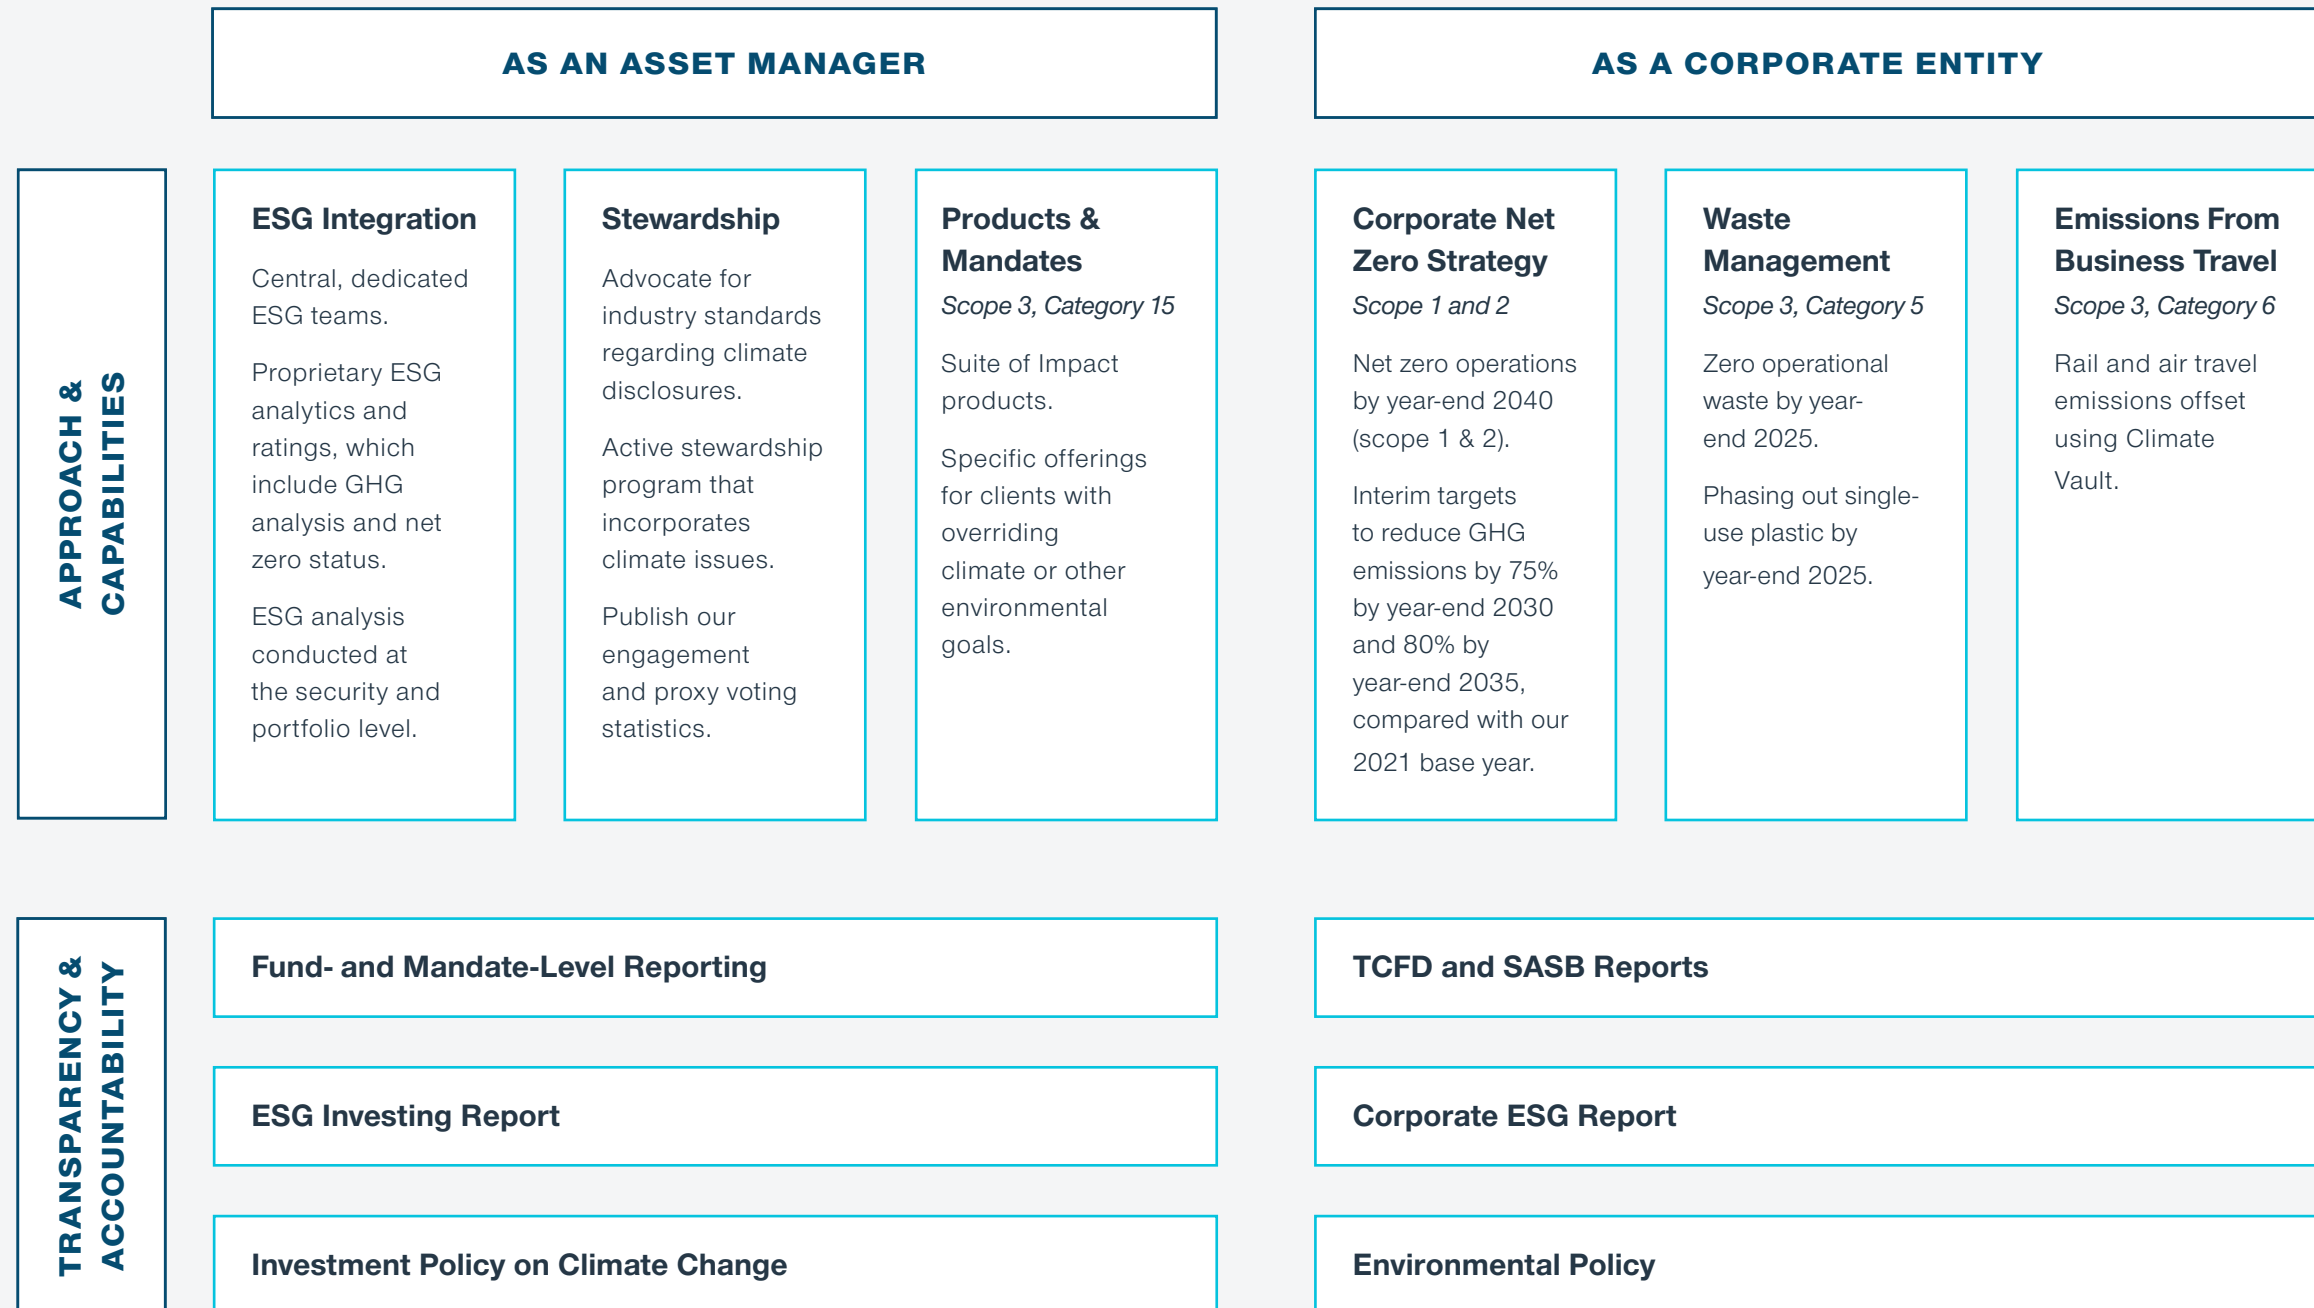 AS AN ASSET MANAGER
AS A CORPORATE ENTITY
APPROACH &
CAPABILITIES
ESG Integration
Central, dedicated
ESG teams.
Proprietary ESG
analytics and
ratings, which
include GHG
analysis and net
zero status.
ESG analysis
conducted at
the security and
portfolio level.
Stewardship
Advocate for
industry standards
regarding climate
disclosures.
Active stewardship
program that
incorporates
climate issues.
Publish our
engagement
and proxy voting
statistics.
Products &
Mandates
Scope 3, Category 15
Suite of Impact
products.
Specific offerings
for clients with
overriding
climate or other
environmental
goals.
Corporate Net
Zero Strategy
Scope 1 and 2
Net zero operations
by year-end 2040
(scope 1 & 2).
Interim targets
to reduce GHG
emissions by 75%
by year-end 2030
and 80% by
year-end 2035,
compared with our
2021 base year.
Waste
Management
Scope 3, Category 5
Zero operational
waste by year-
end 2025.
Phasing out single-
use plastic by
year-end 2025.
Emissions From
Business Travel
Scope 3, Category 6
Rail and air travel
emissions offset
using Climate
Vault.
TRANSPARENCY &
ACCOUNTABILITY
Fund- and Mandate-Level Reporting
TCFD and SASB Reports
ESG Investing Report
Corporate ESG Report
Investment Policy on Climate Change
Environmental Policy